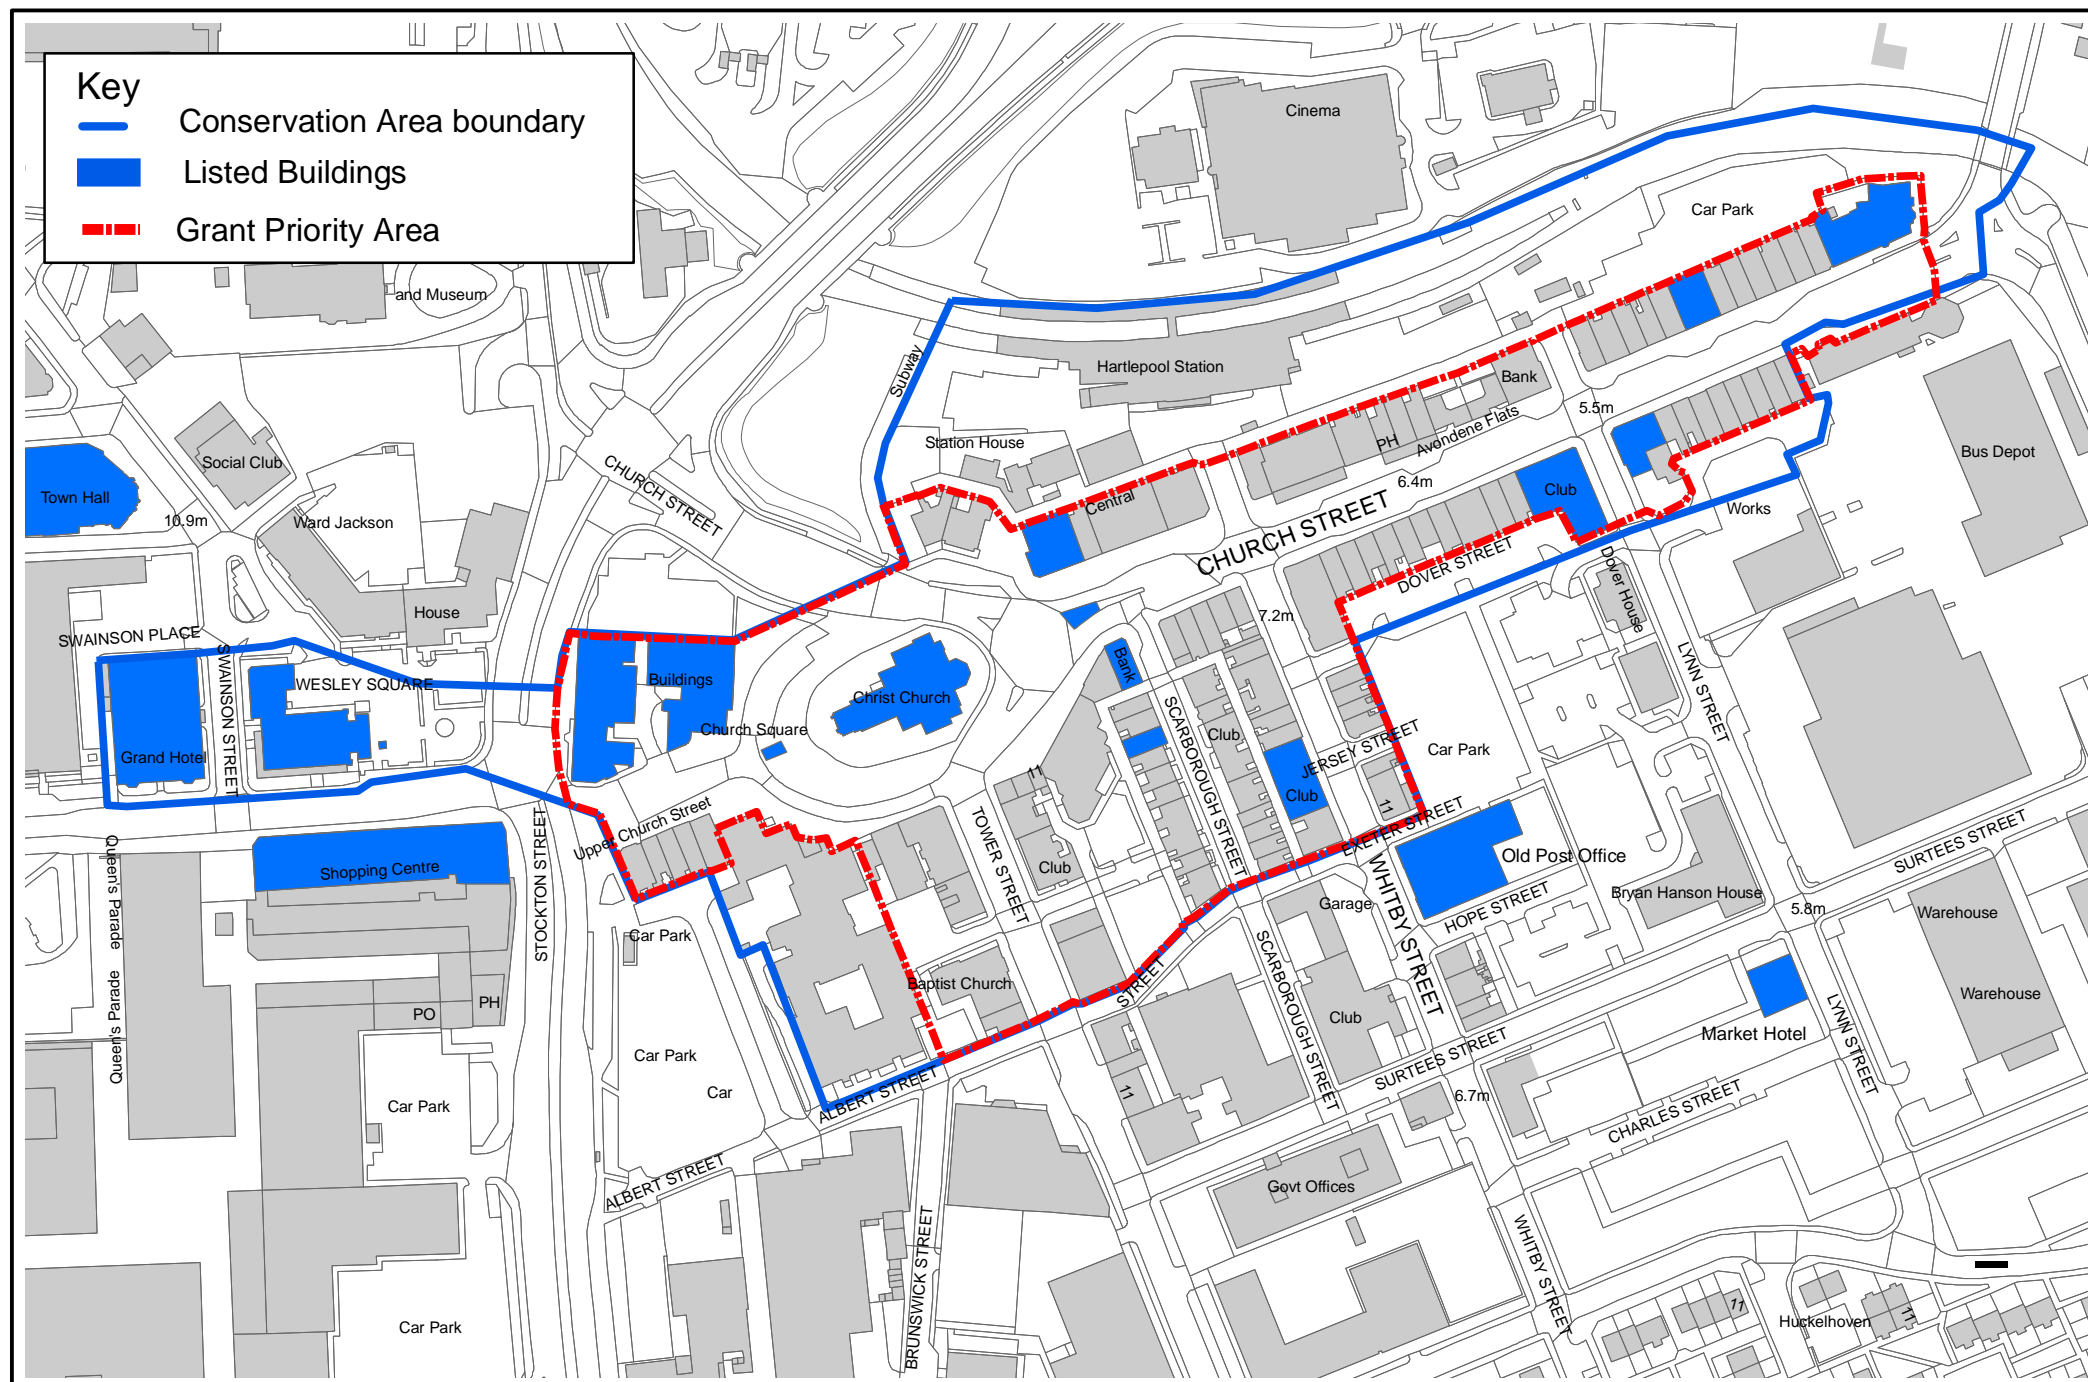 Key
Conservation Area boundary
Listed Buildings
Grant Priority Area
Cinema
Car Park
and Museum
Subway
Hartlepool Station
Bank
5.5m
PH
Avondene Flats
Station House
Social Club
Town Hall
10.9m
Ward Jackson
CHURCH STREET
Central
6.4m
Club
Bus Depot
Works
CHURCH STREET
DOVER STREET
Dover House
House
SWAINSON PLACE
SWAINSON STREET
WESLEY SQUARE
Grand Hotel
Buildings
Christ Church
Church Square
7.2m
Bank
SCARBOROUGH STREET
Club
JERSEY STREET
Club
Car Park
LYNN STREET
11
11
Upper Church Street
TOWER STREET
Club
EXETER STREET
Old Post Office
SURTEES STREET
Queen's Parade
Queen's Parade
Shopping Centre
STOCKTON STREET
Car Park
Garage
WHITBY STREET
HOPE STREET
Bryan Hanson House
5.8m
Warehouse
Baptist Church
STREET
SCARBOROUGH STREET
Club
PO
PH
Warehouse
Market Hotel
LYNN STREET
Car Park
Car
Car Park
ALBERT STREET
11
SURTEES STREET
6.7m
CHARLES STREET
ALBERT STREET
Govt Offices
BRUNSWICK STREET
WHITBY STREET
Car Park
11
Huckelhoven
11